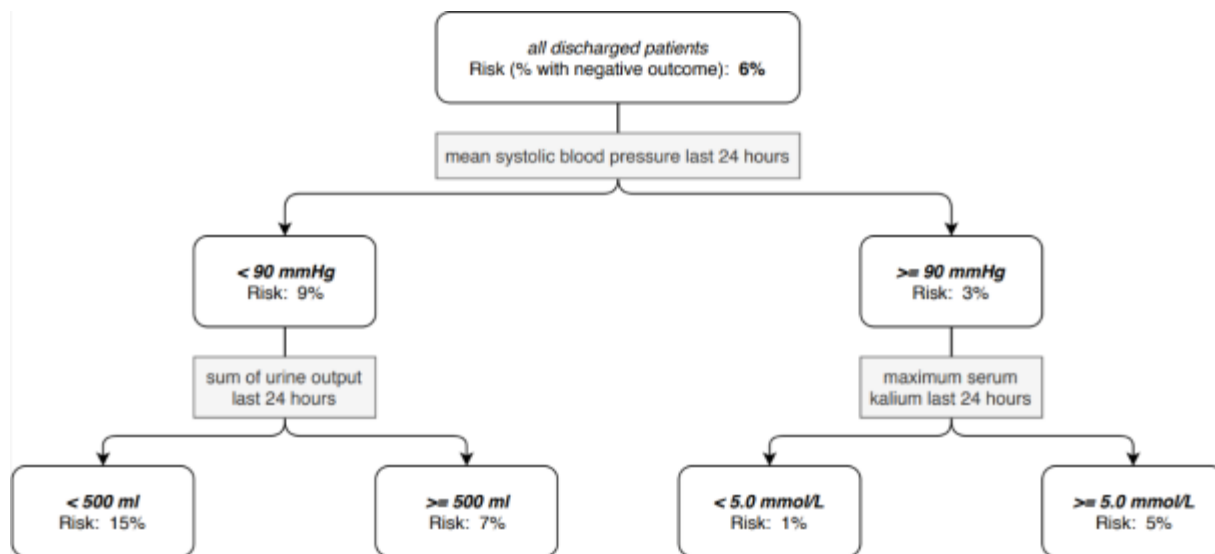 all discharged patients
Risk (% with negative outcome): 6%
mean systolic blood pressure last 24 hours
< 90 mmHg
Risk: 9%
>= 90 mmHg
Risk: 3%
sum of urine output
last 24 hours
maximum serum
kalium last 24 hours
< 500 ml
Risk: 15%
>= 500 ml
Risk: 7%
< 5.0 mmol/L
Risk: 1%
>= 5.0 mmol/L
Risk: 5%